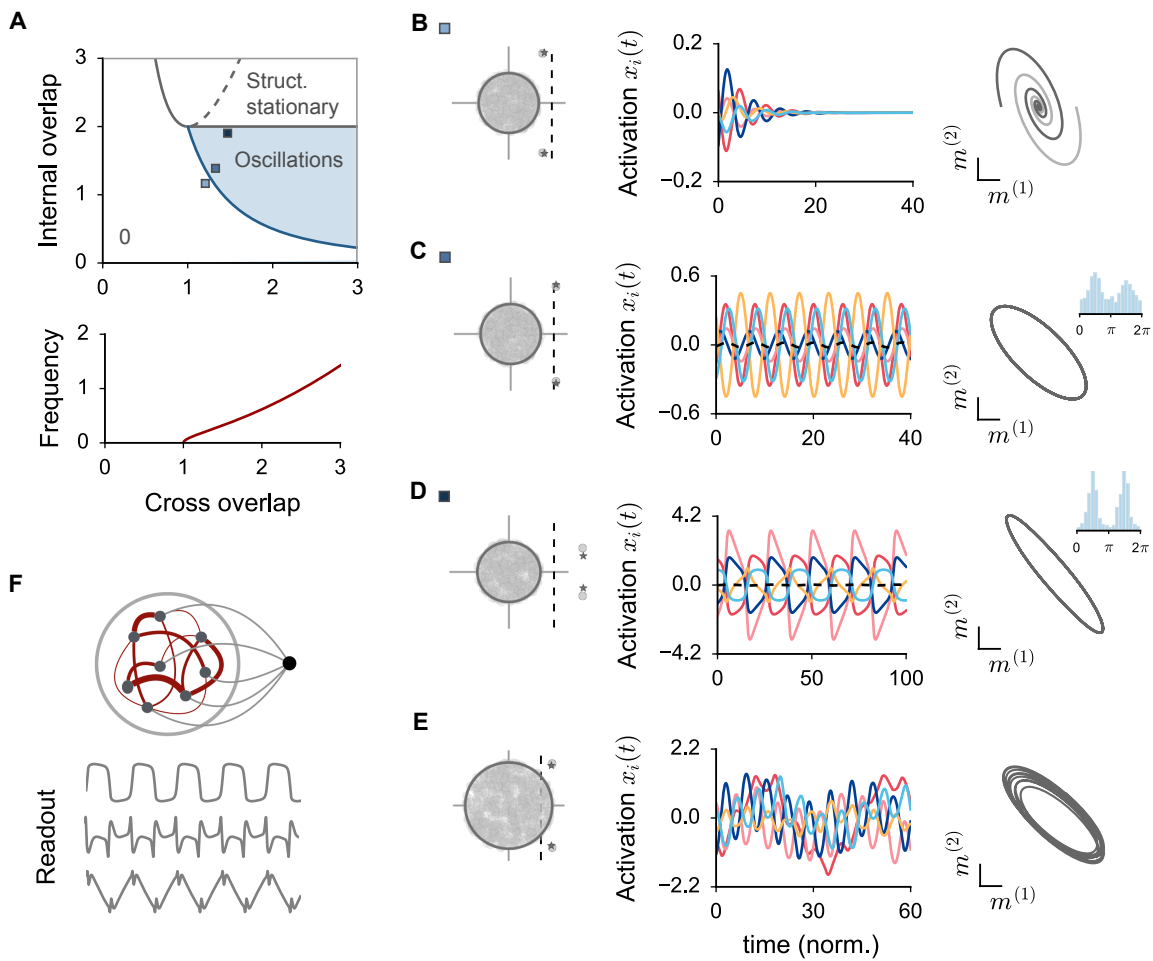 A
Internal overlap
3
2
1
0
Struct.
stationary
Oscillations
0
0
1
2
3
Frequency
2
1
0
0
1
2
3
Cross overlap
B
Activation x_i(t)
0.2
0.0
−0.2
0
20
40
m^(2)
m^(1)
C
Activation x_i(t)
0.6
0.0
−0.6
0
20
40
m^(2)
m^(1)
0
π
2π
D
Activation x_i(t)
4.2
0.0
−4.2
0
50
100
m^(2)
m^(1)
0
π
2π
E
Activation x_i(t)
2.2
0.0
−2.2
0
30
60
time (norm.)
m^(2)
m^(1)
F
Readout